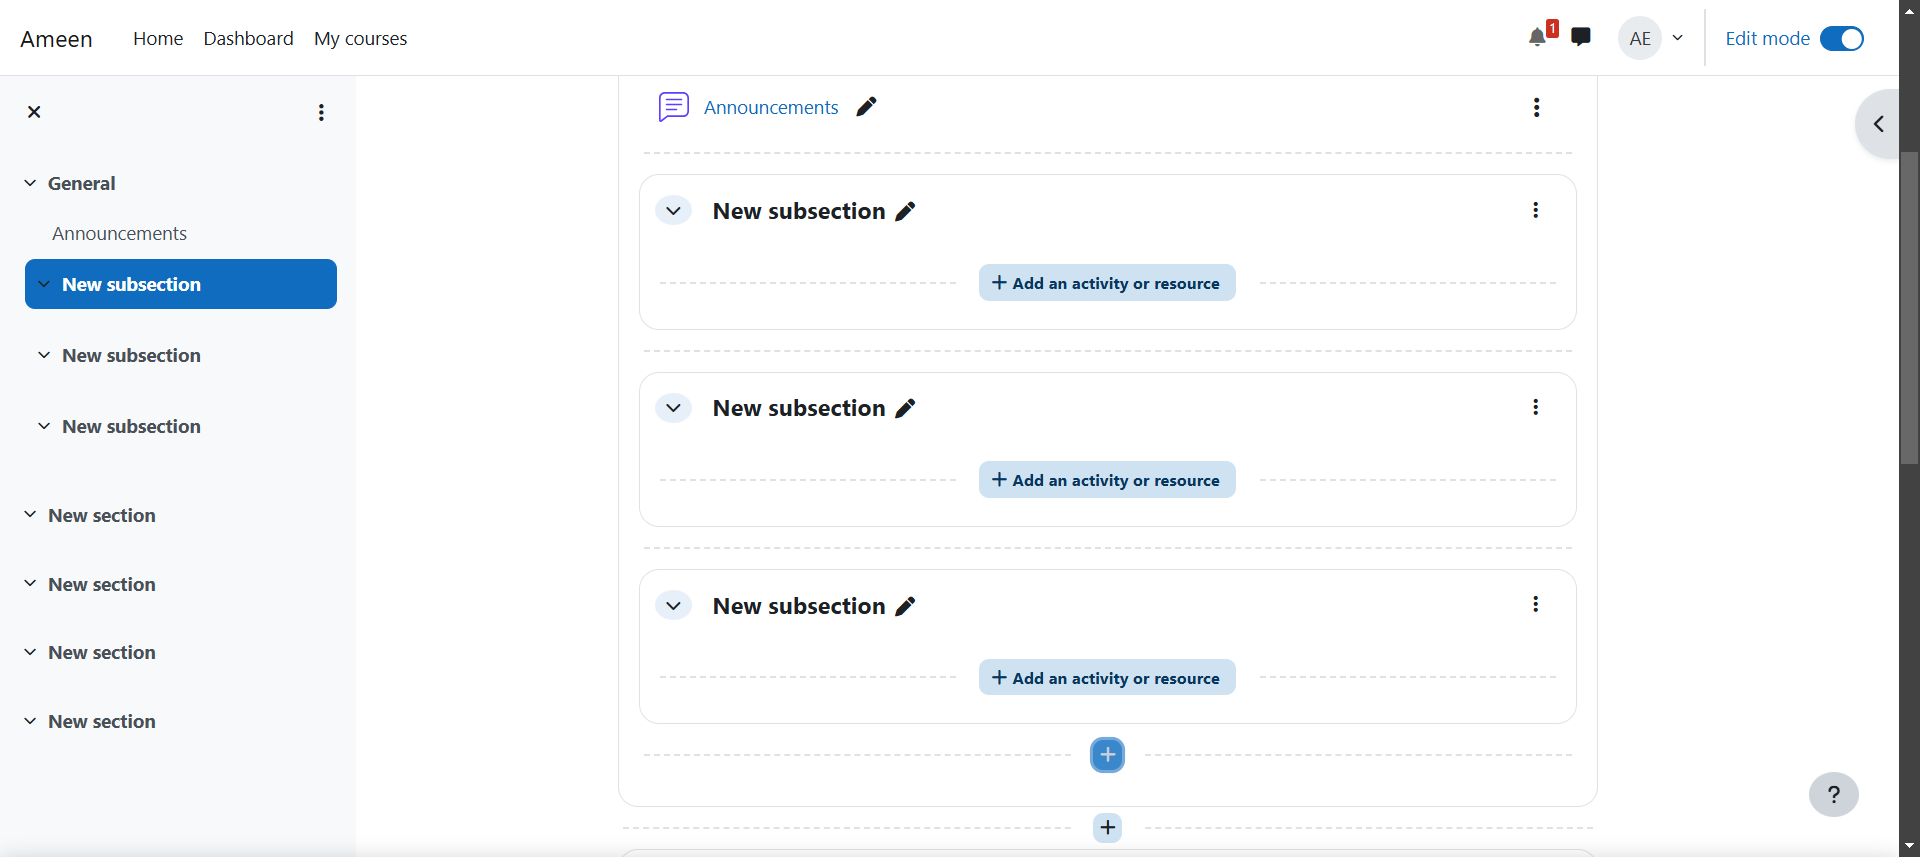 Ameen
Home
Dashboard
My courses
1
AE
Edit mode
General
Announcements
New subsection
New subsection
New subsection
New section
New section
New section
New section
Announcements
New subsection
+ Add an activity or resource
New subsection
+ Add an activity or resource
New subsection
+ Add an activity or resource
+
+
?